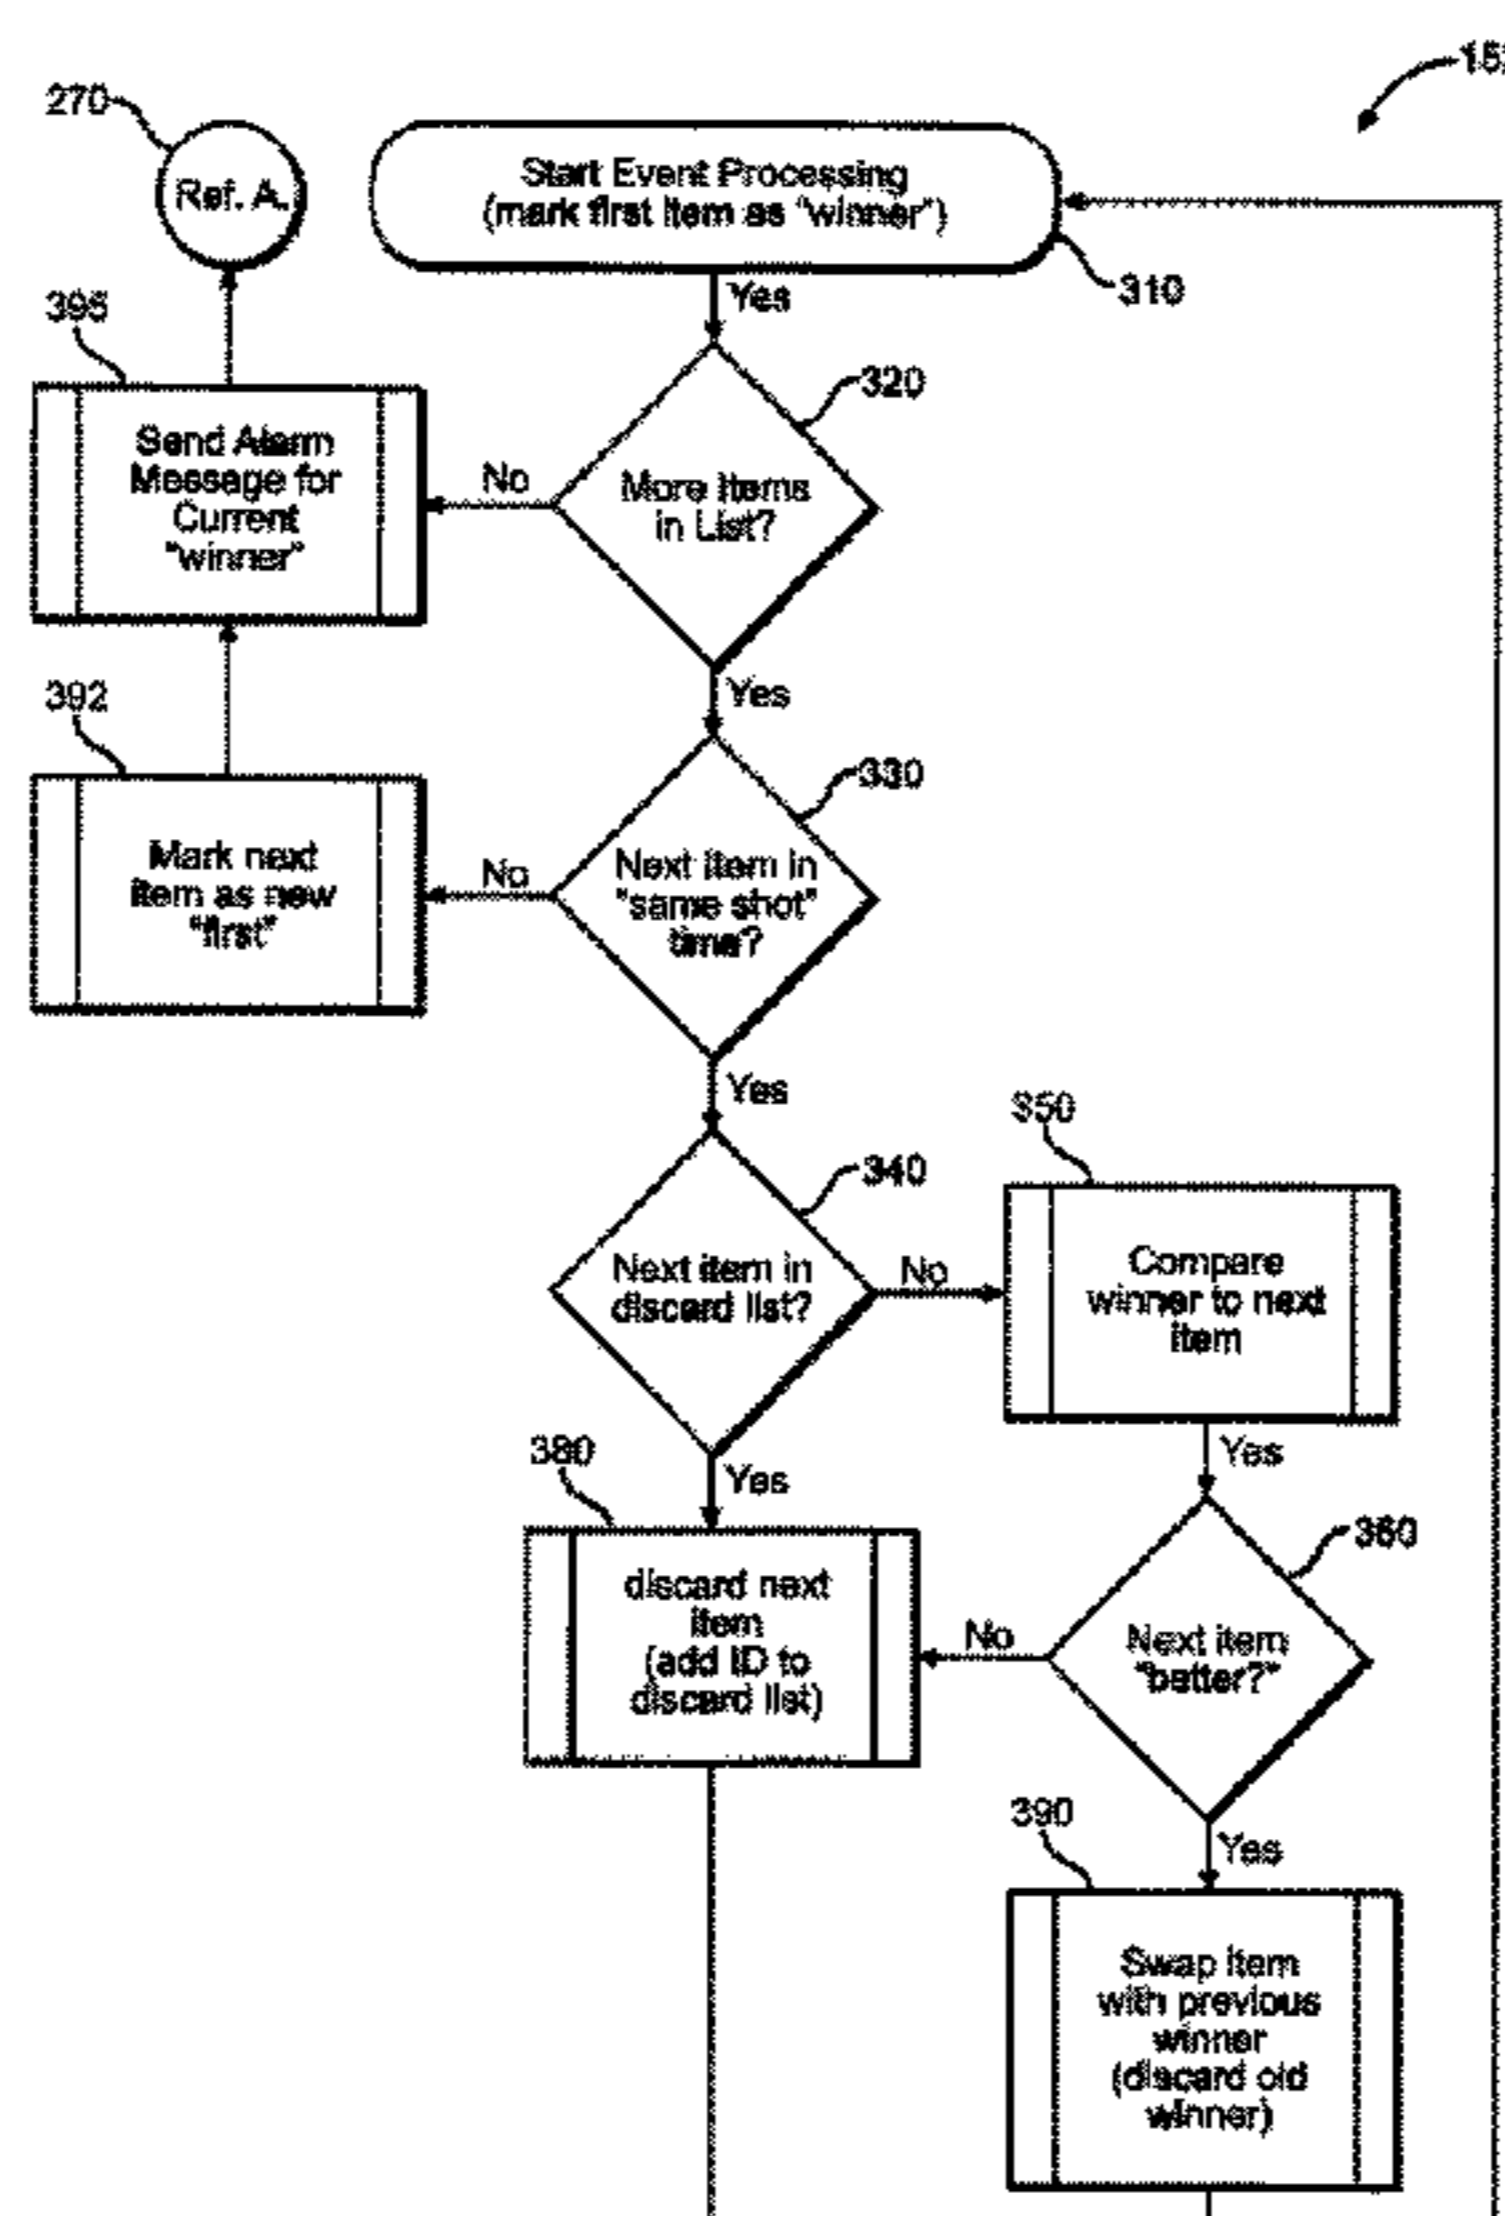 270
Ref. A.
Start Event Processing
(mark first item as "winner")
310
Yes
395
320
Send Alarm
Message for
Current
"winner"
No
More items
in List?
Yes
392
330
Mark next
item as new
"first"
No
Next item in
"same shot"
time?
Yes
350
340
Next item in
discard list?
No
Compare
winner to next
item
380
Yes
Yes
360
discard next
item
(add ID to
discard list)
No
Next item
"better?"
390
Yes
Swap item
with previous
winner
(discard old
winner)